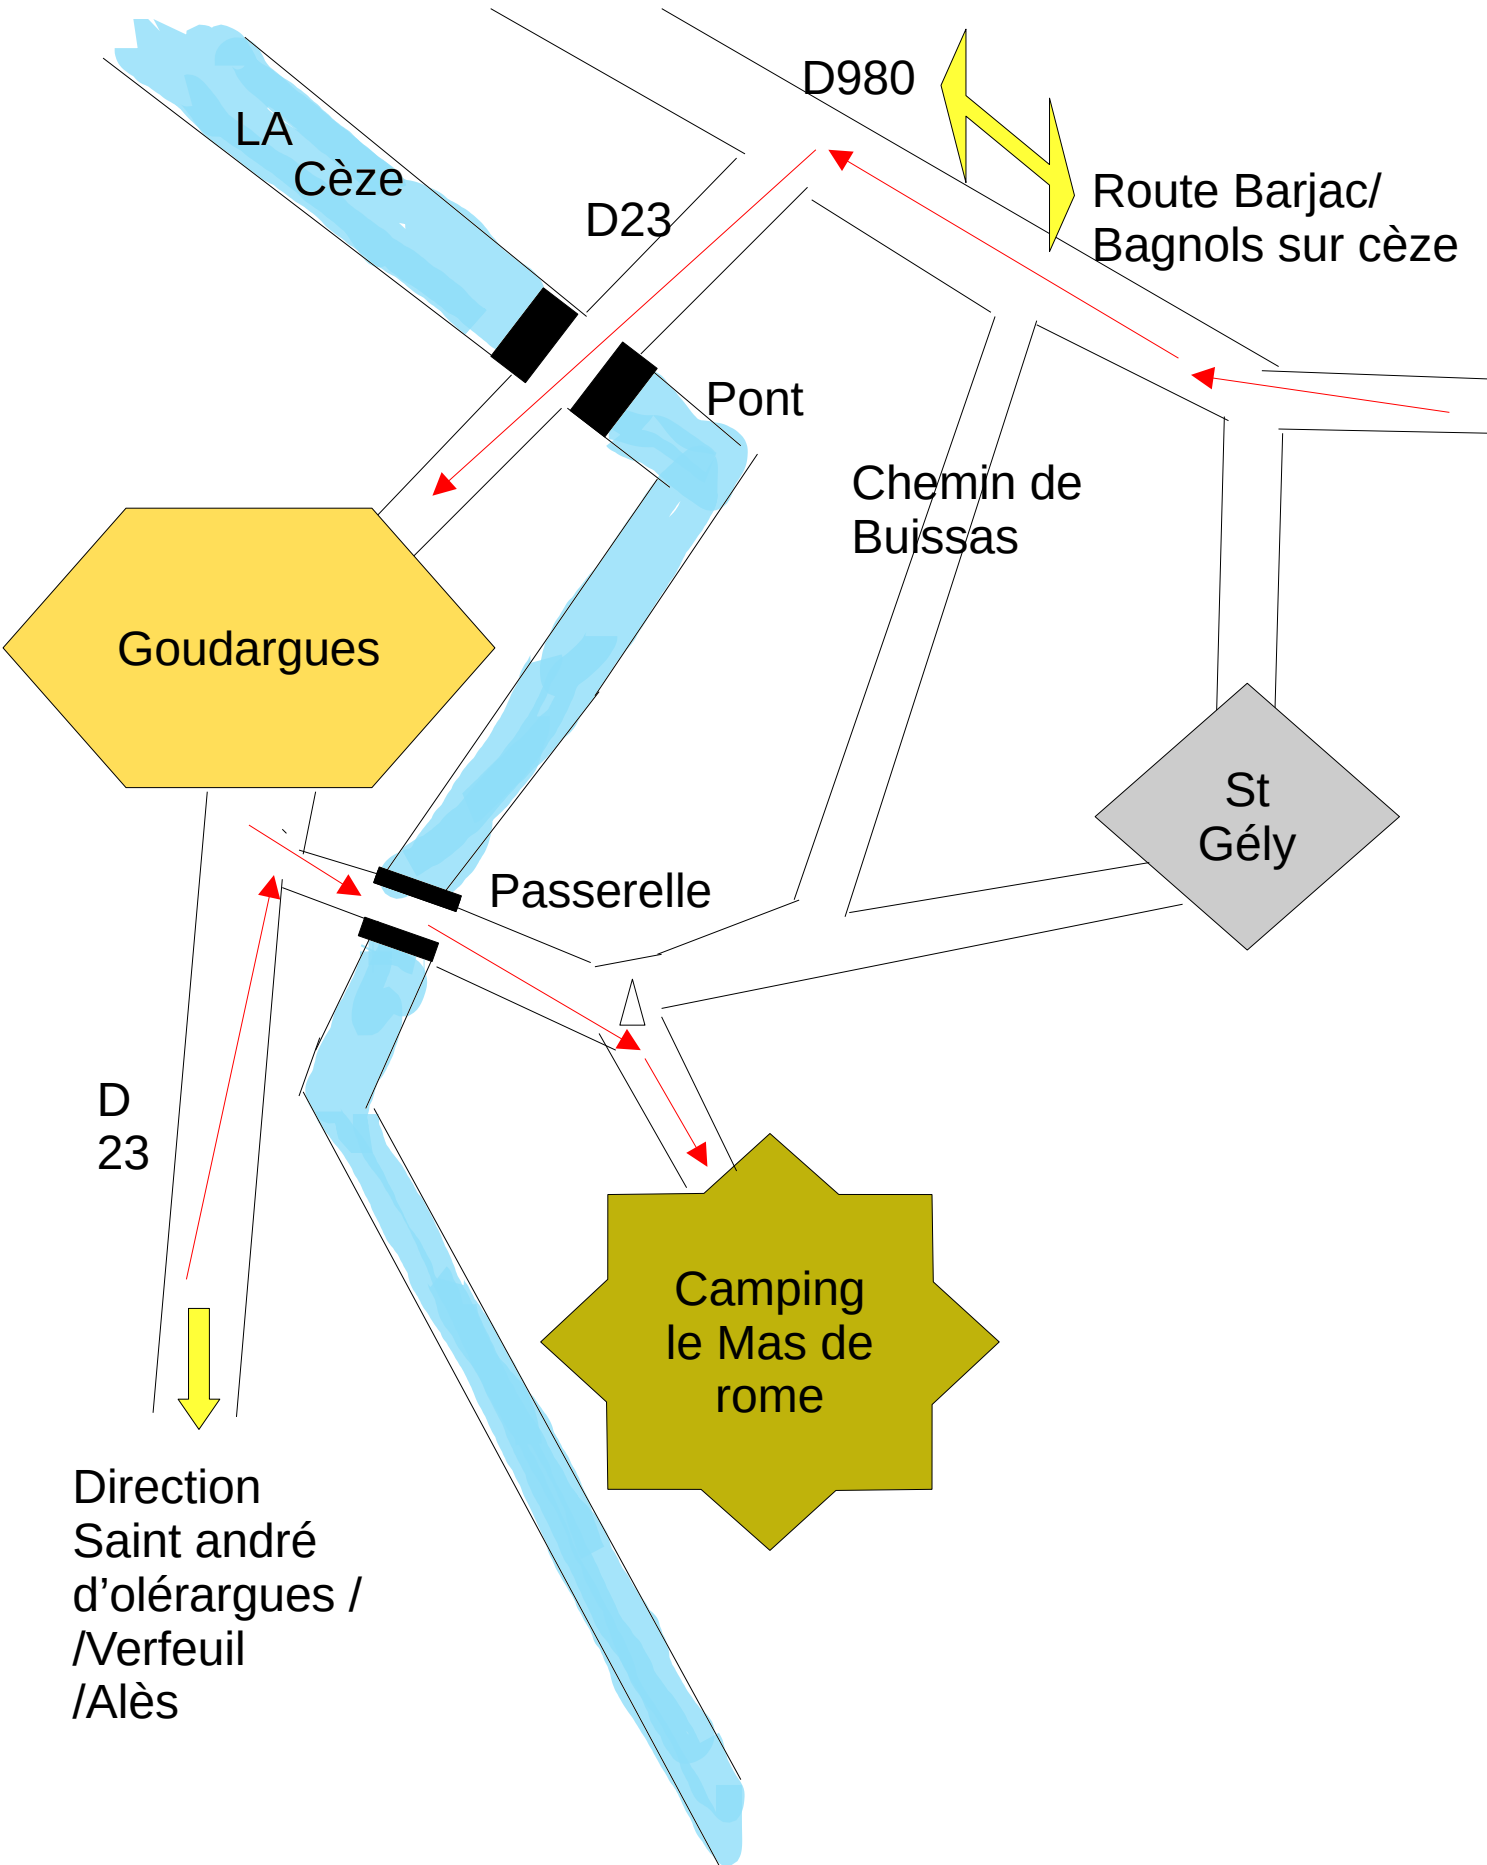 D980
LA
Cèze
Route Barjac/
Bagnols sur cèze
D23
Pont
Chemin de
Buissas
Goudargues
St
Gély
Passerelle
D
23
Camping
le Mas de
rome
Direction
Saint andré
d’olérargues /
/Verfeuil
/Alès